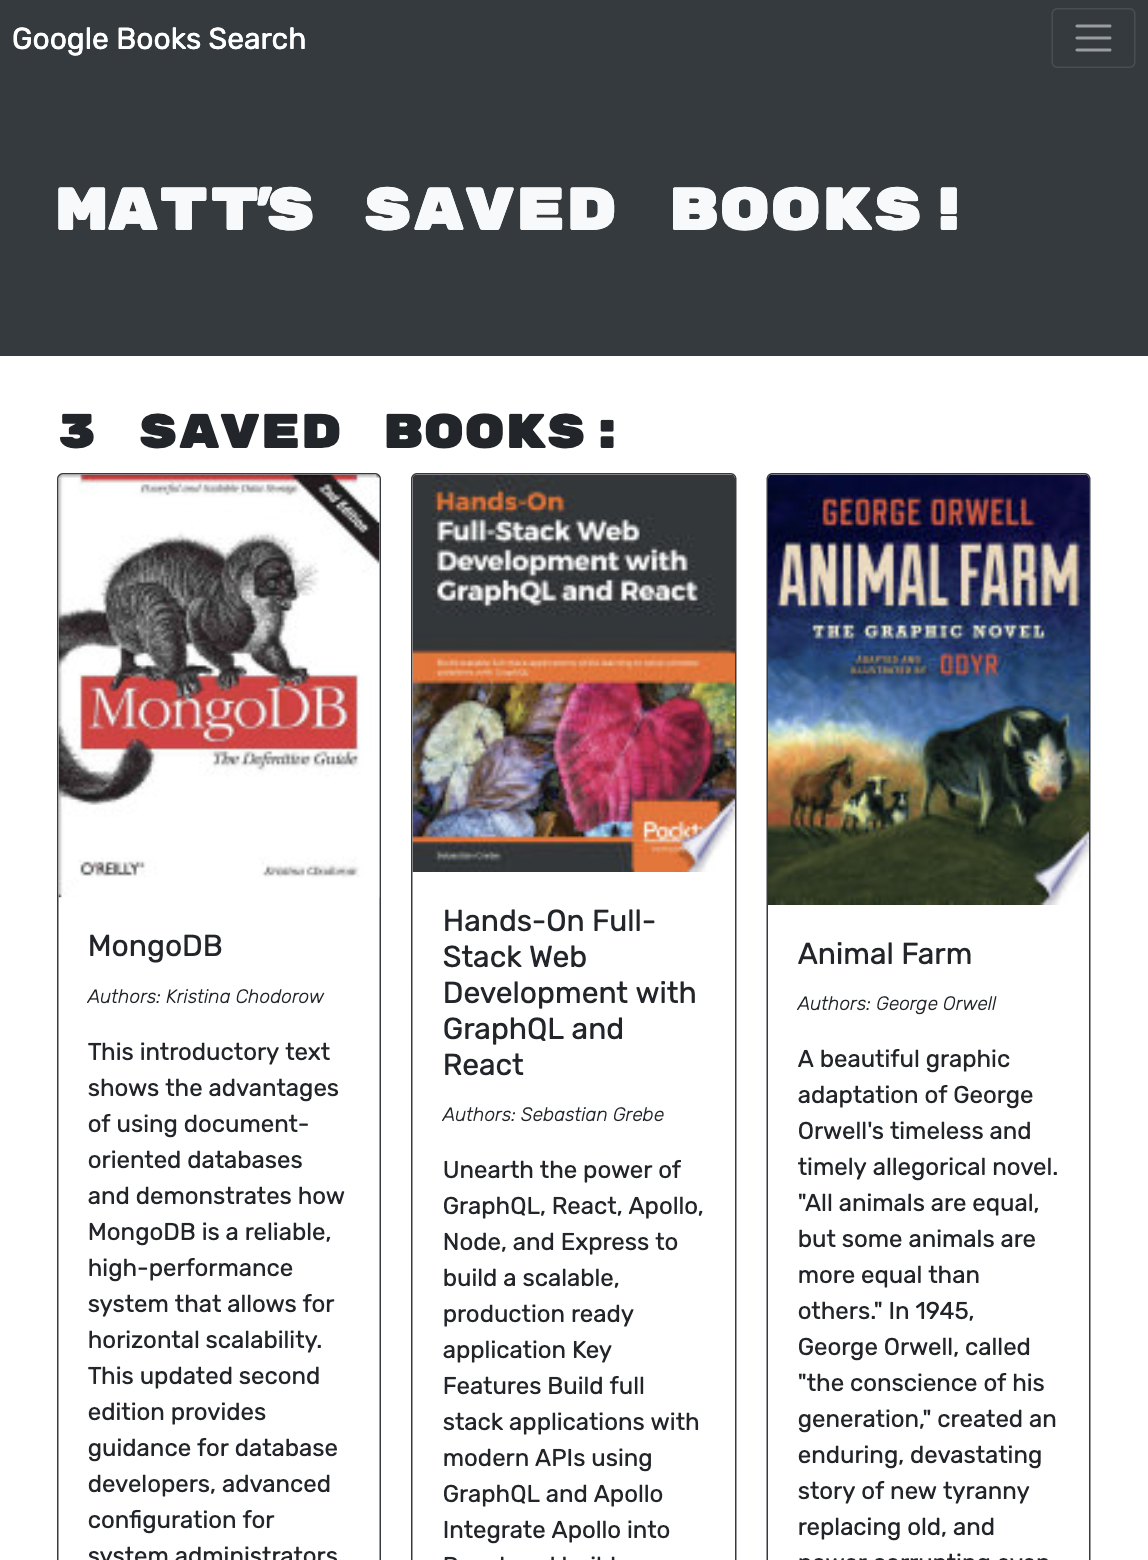 Google Books Search
MATT'S SAVED BOOKS!
3 SAVED BOOKS:
Powerful and Scalable Data Storage
2nd Edition
MongoDB
The Definitive Guide
O'REILLY®
Kristina Chodorow
MongoDB
Authors: Kristina Chodorow
This introductory text
shows the advantages
of using document-
oriented databases
and demonstrates how
MongoDB is a reliable,
high-performance
system that allows for
horizontal scalability.
This updated second
edition provides
guidance for database
developers, advanced
configuration for
system administrators
Hands-On
Full-Stack Web
Development with
GraphQL and React
Packt
Sebastian Grebe
Hands-On Full-
Stack Web
Development with
GraphQL and
React
Authors: Sebastian Grebe
Unearth the power of
GraphQL, React, Apollo,
Node, and Express to
build a scalable,
production ready
application Key
Features Build full
stack applications with
modern APIs using
GraphQL and Apollo
Integrate Apollo into
GEORGE ORWELL
ANIMAL FARM
THE GRAPHIC NOVEL
ADAPTED AND
ILLUSTRATED BY ODYR
Animal Farm
Authors: George Orwell
A beautiful graphic
adaptation of George
Orwell's timeless and
timely allegorical novel.
"All animals are equal,
but some animals are
more equal than
others." In 1945,
George Orwell, called
"the conscience of his
generation," created an
enduring, devastating
story of new tyranny
replacing old, and
power corrupting even